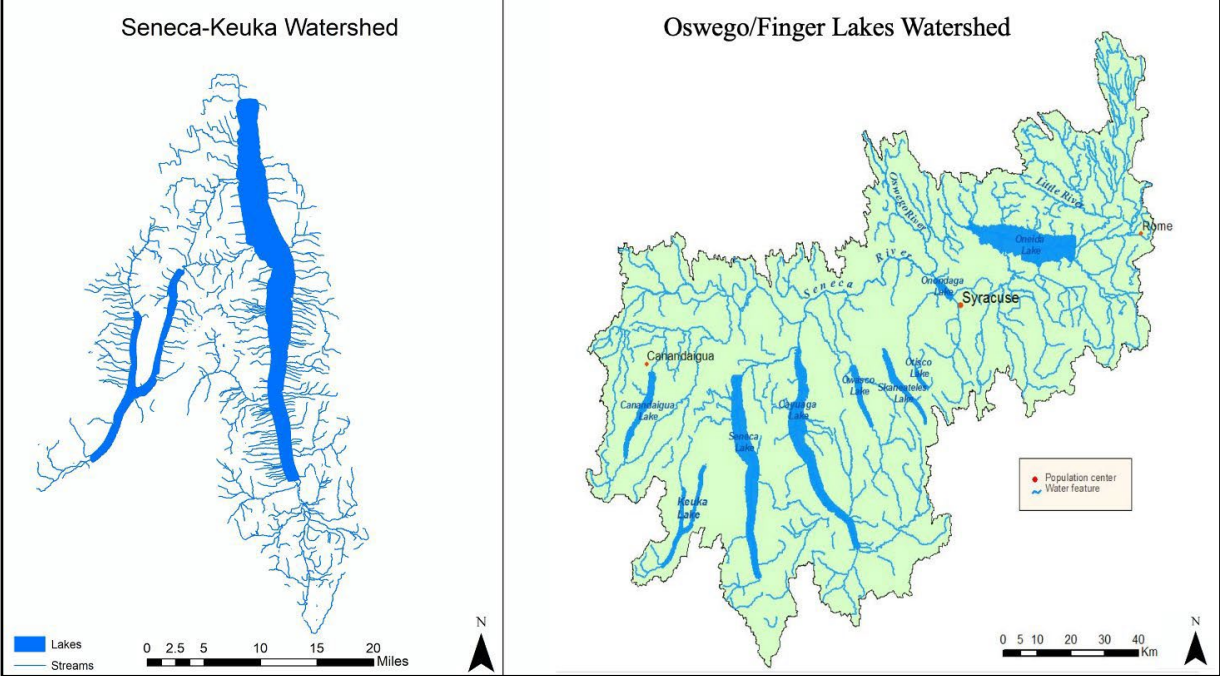 Seneca-Keuka Watershed
N
Lakes
Streams
0 2.5 5 10 15 20
Miles
Oswego/Finger Lakes Watershed
Oswego River
Little River
Rome
Oneida
Lake
Seneca River
Onondaga
Lake
Syracuse
Canandaigua
Canandaigua
Lake
Seneca
Lake
Cayuaga
Lake
Owasco
Lake
Skaneateles
Lake
Otisco
Lake
Keuka
Lake
Population center
Water feature
N
0 5 10 20 30 40
Km